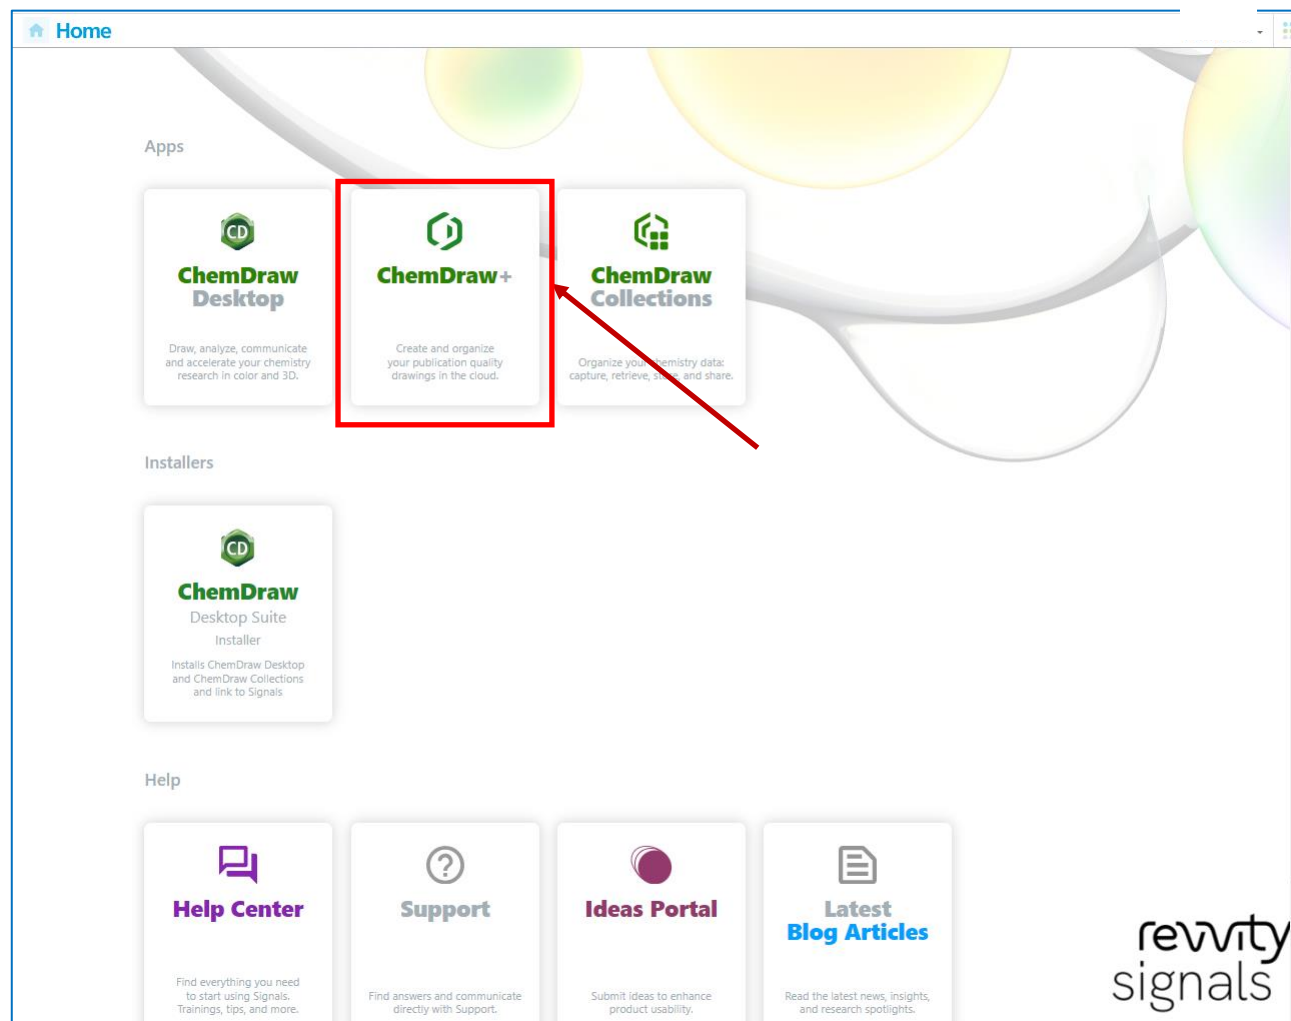 Home
Apps
CD
ChemDraw
Desktop
Draw, analyze, communicate
and accelerate your chemistry
research in color and 3D.
ChemDraw+
Create and organize
your publication quality
drawings in the cloud.
ChemDraw
Collections
Organize your chemistry data:
capture, retrieve, store, and share.
Installers
CD
ChemDraw
Desktop Suite
Installer
Installs ChemDraw Desktop
and ChemDraw Collections
and link to Signals
Help
Help Center
Find everything you need
to start using Signals.
Trainings, tips, and more.
Support
Find answers and communicate
directly with Support.
Ideas Portal
Submit ideas to enhance
product usability.
Latest
Blog Articles
Read the latest news, insights,
and research spotlights.
revvity
signals